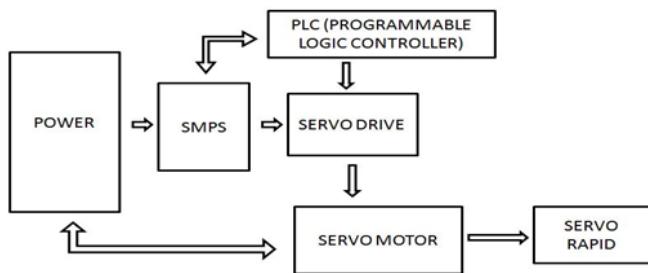 PLC (PROGRAMMABLE
LOGIC CONTROLLER)
POWER
SMPS
SERVO DRIVE
SERVO MOTOR
SERVO
RAPID